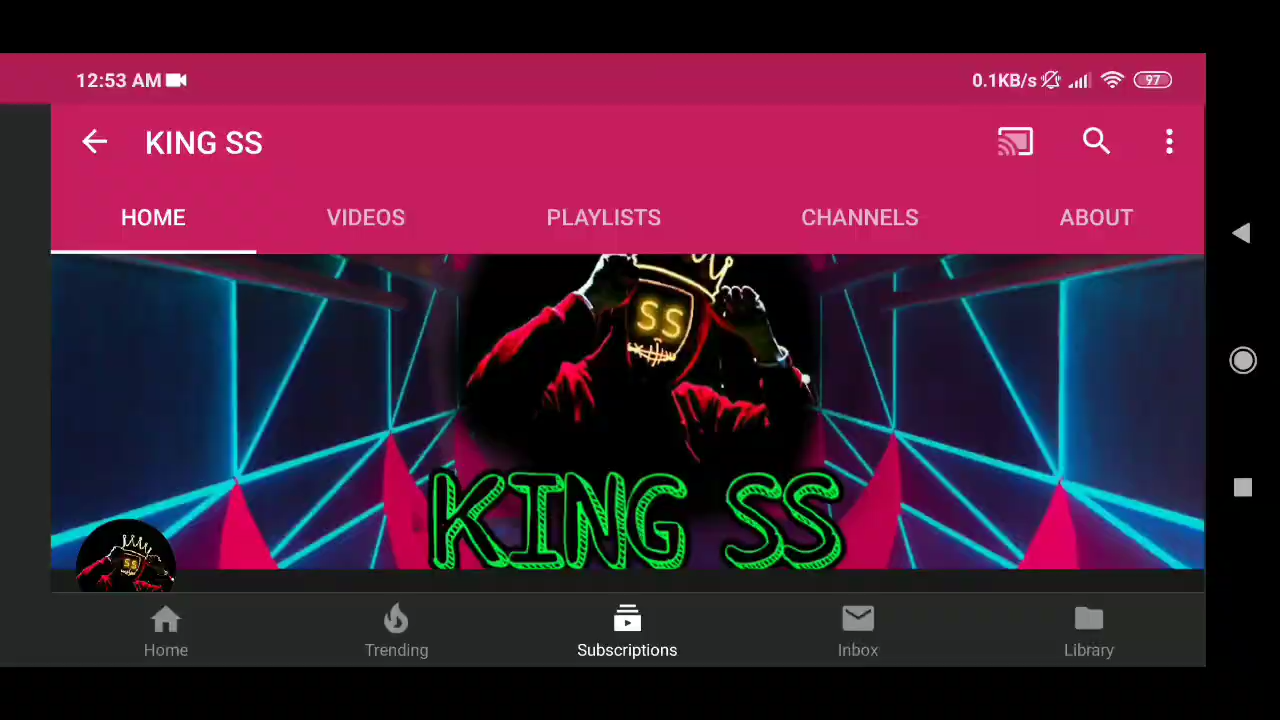 12:53 AM 0.1KB/s 97
KING SS
HOME VIDEOS PLAYLISTS CHANNELS ABOUT
SS
KING SS
SS
Home Trending Subscriptions Inbox Library